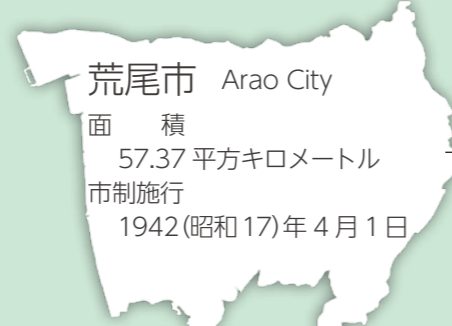 荒尾市 Arao City
面　　積
57.37 平方キロメートル
市制施行
1942(昭和 17)年 4 月 1 日